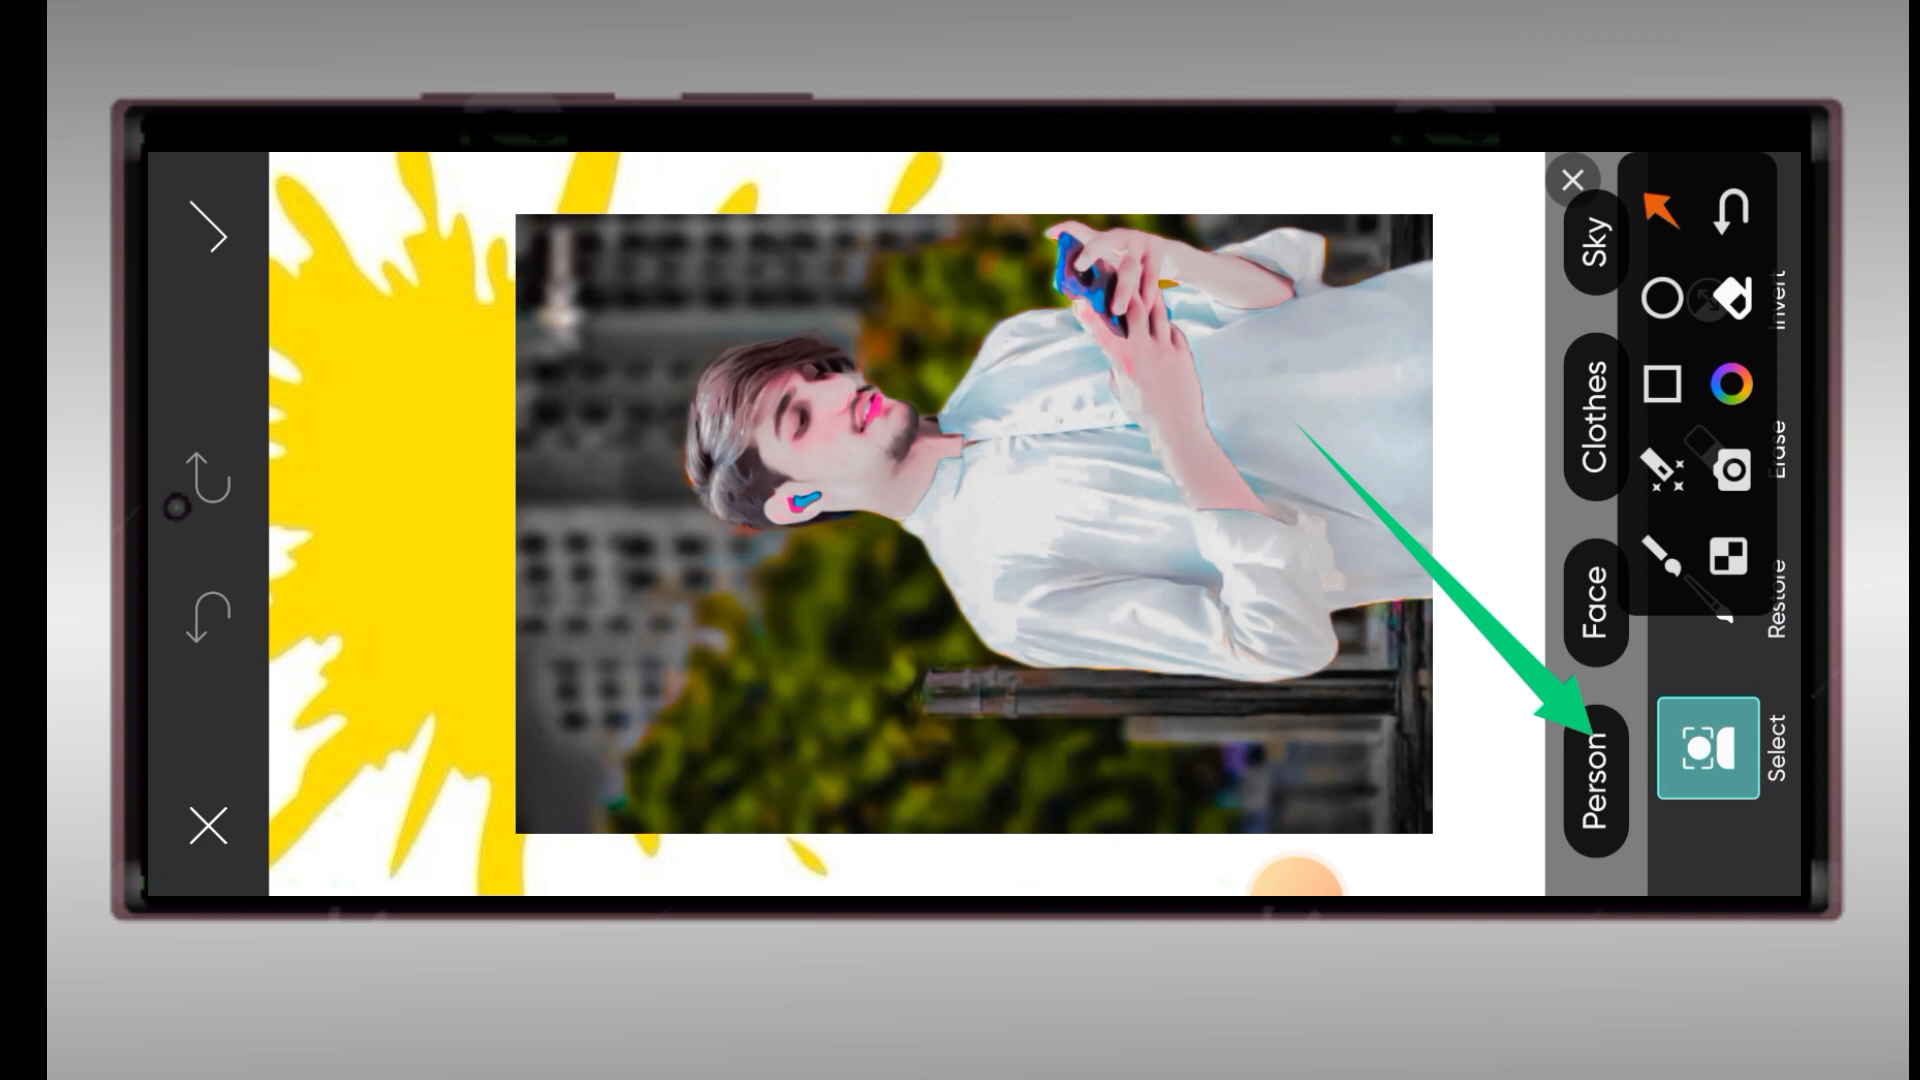 Person
Face
Clothes
Sky
Select
Restore
Erase
Invert